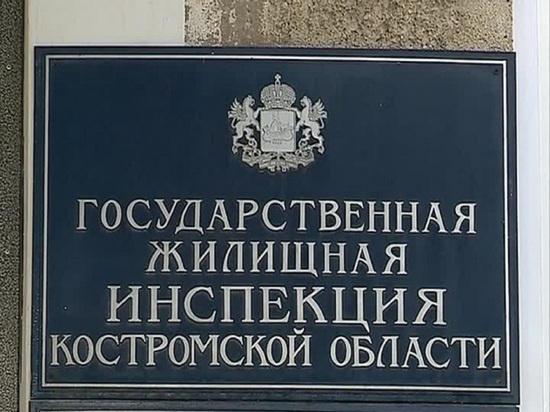 ГОСУДАРСТВЕННАЯ
ЖИЛИЩНАЯ
ИНСПЕКЦИЯ
КОСТРОМСКОЙ ОБЛАСТИ